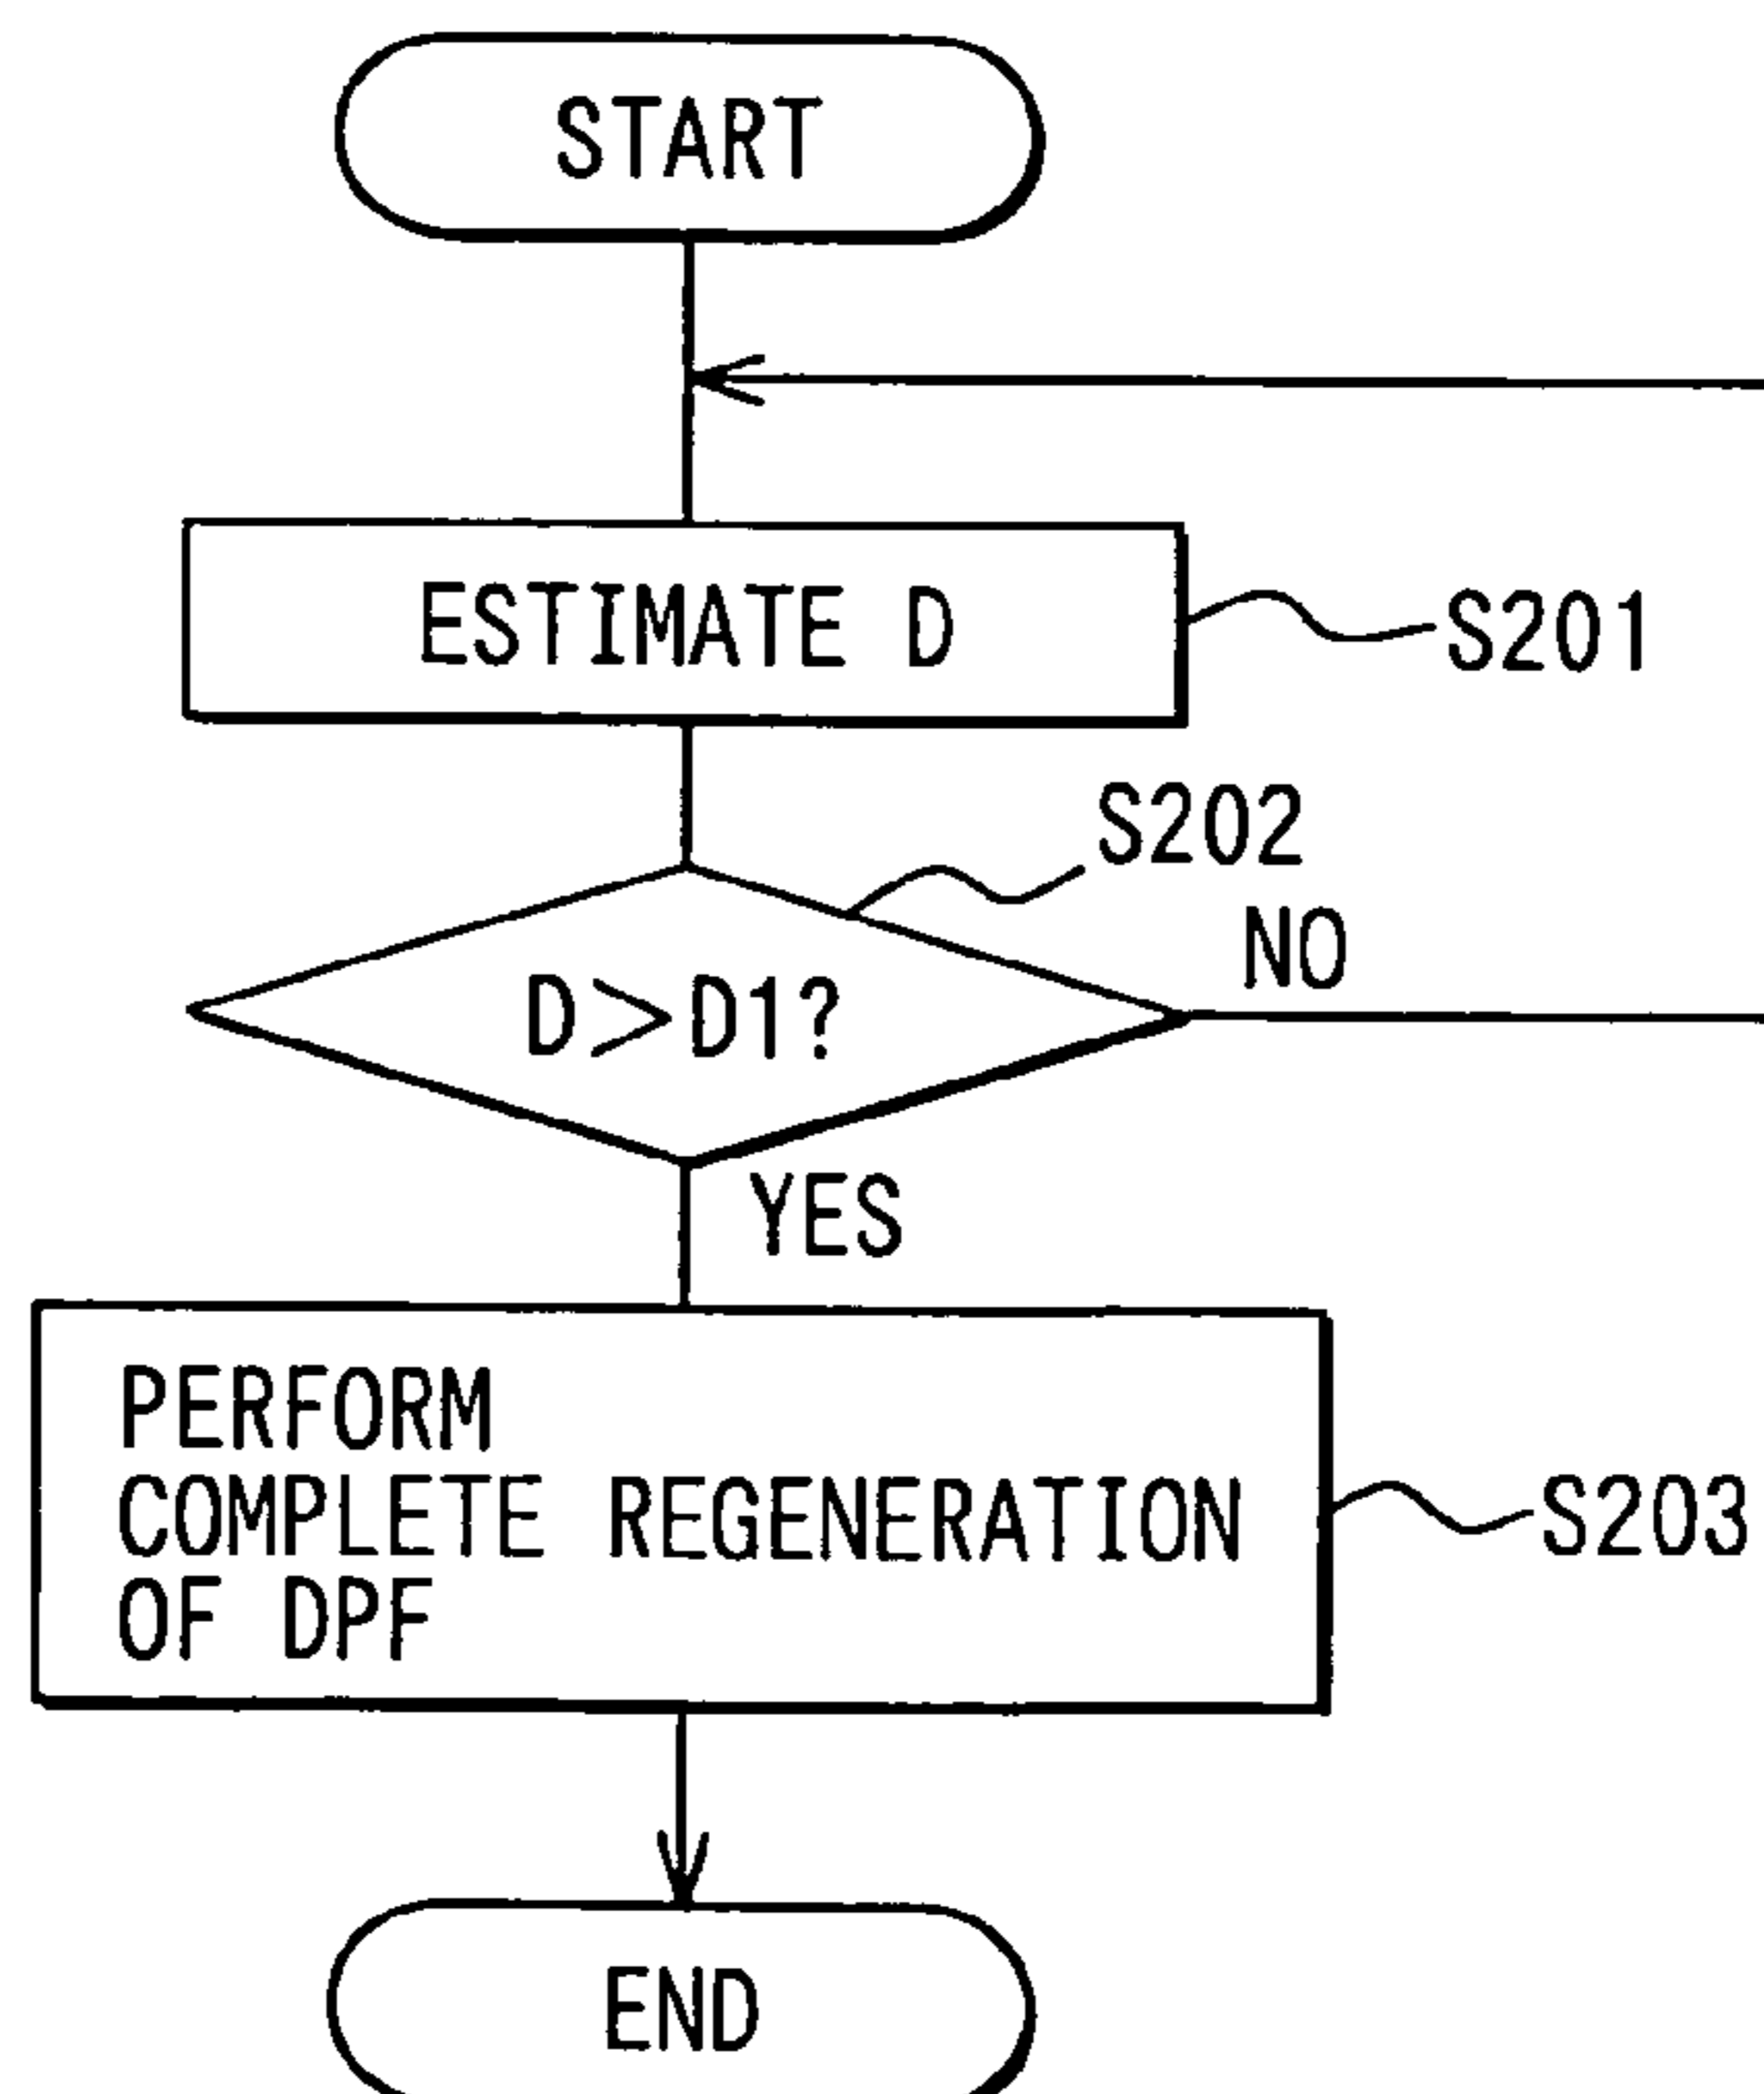 START
ESTIMATE D
S201
S202
D>D1?
NO
YES
PERFORM
COMPLETE REGENERATION
OF DPF
S203
END